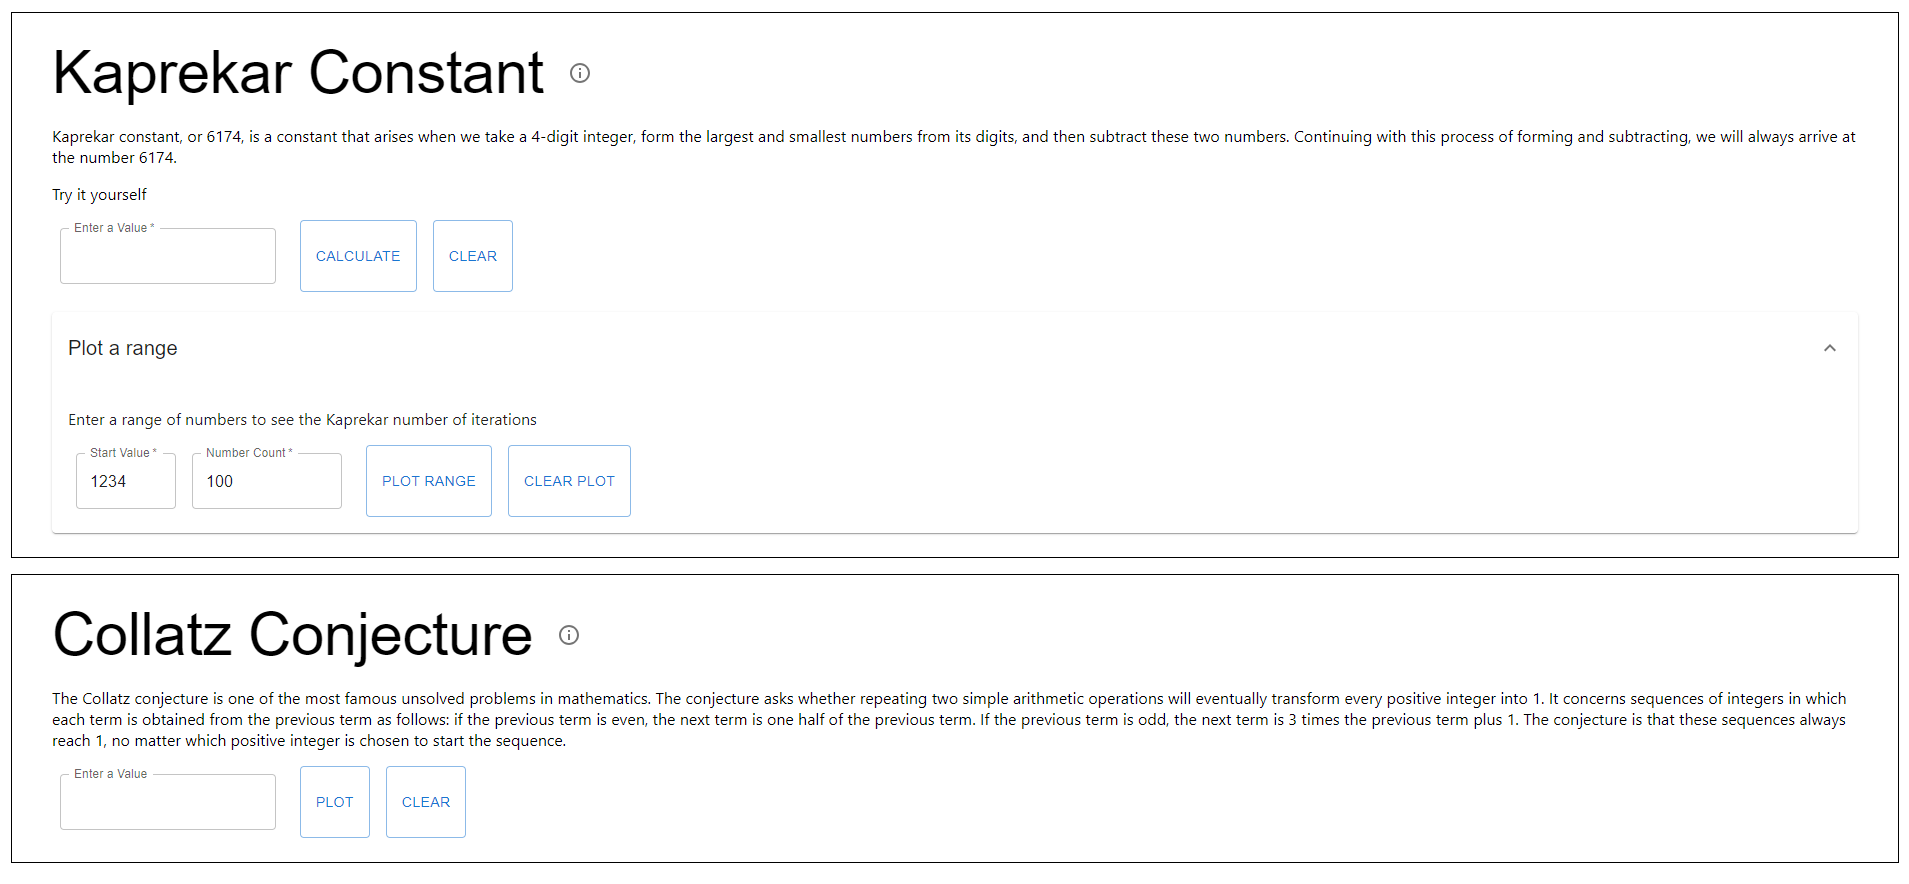 Kaprekar Constant
Kaprekar constant, or 6174, is a constant that arises when we take a 4-digit integer, form the largest and smallest numbers from its digits, and then subtract these two numbers. Continuing with this process of forming and subtracting, we will always arrive at
the number 6174.
Try it yourself
Enter a Value *
CALCULATE
CLEAR
Plot a range
Enter a range of numbers to see the Kaprekar number of iterations
Start Value *
1234
Number Count *
100
PLOT RANGE
CLEAR PLOT
Collatz Conjecture
The Collatz conjecture is one of the most famous unsolved problems in mathematics. The conjecture asks whether repeating two simple arithmetic operations will eventually transform every positive integer into 1. It concerns sequences of integers in which
each term is obtained from the previous term as follows: if the previous term is even, the next term is one half of the previous term. If the previous term is odd, the next term is 3 times the previous term plus 1. The conjecture is that these sequences always
reach 1, no matter which positive integer is chosen to start the sequence.
Enter a Value
PLOT
CLEAR